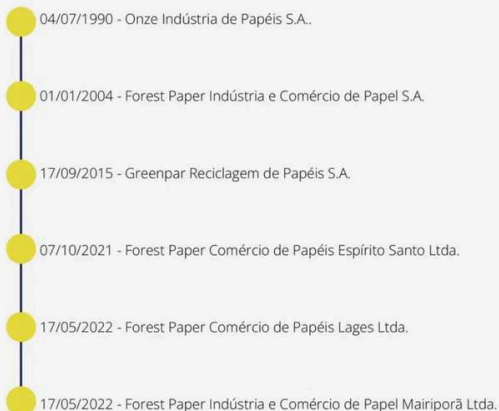 04/07/1990 - Onze Indústria de Papéis S.A..
01/01/2004 - Forest Paper Indústria e Comércio de Papel S.A.
17/09/2015 - Greenpar Reciclagem de Papéis S.A.
07/10/2021 - Forest Paper Comércio de Papéis Espírito Santo Ltda.
17/05/2022 - Forest Paper Comércio de Papéis Lages Ltda.
17/05/2022 - Forest Paper Indústria e Comércio de Papel Mairiporã Ltda.